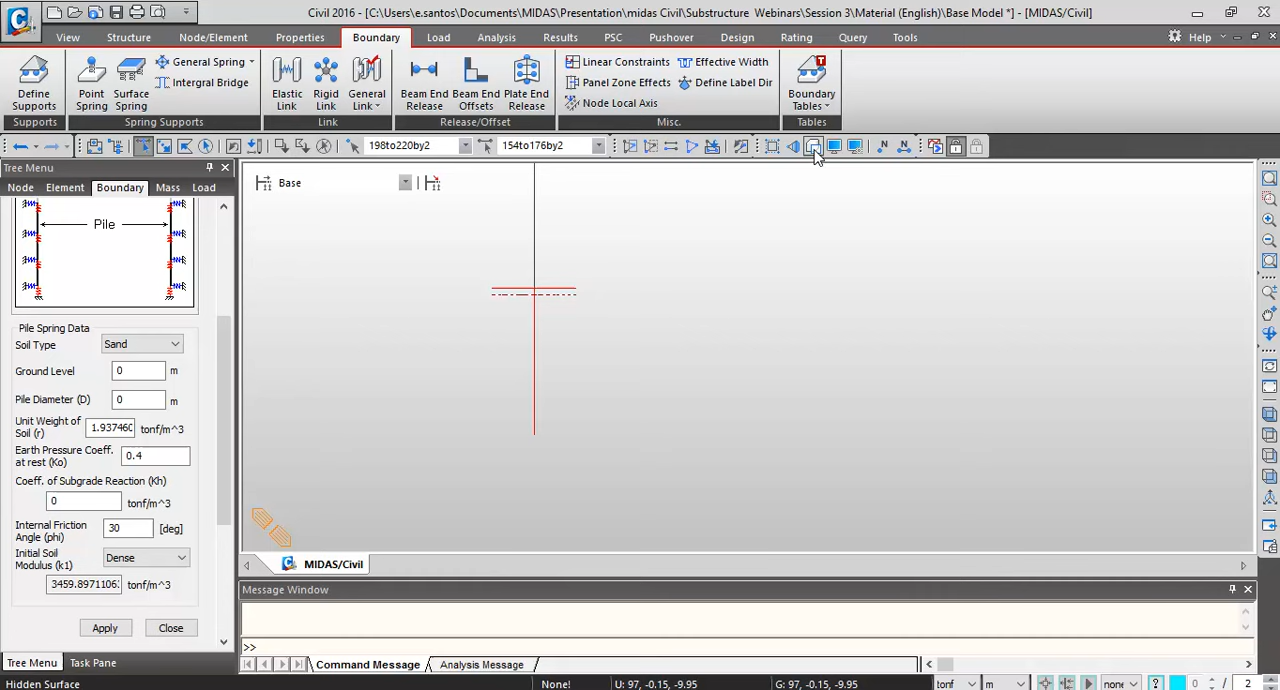 Civil 2016 - [C:\Users\e.santos\Documents\MIDAS\Presentation\midas Civil\Substructure Webinars\Session 3\Material (English)\Base Model *] - [MIDAS/Civil]
View Structure Node/Element Properties Boundary Load Analysis Results PSC Pushover Design Rating Query Tools Help
Define Supports
Point Spring
Surface Spring
General Spring
Intergral Bridge
Elastic Link
Rigid Link
General Link
Beam End Release
Beam End Offsets
Plate End Release
Linear Constraints
Effective Width
Panel Zone Effects
Define Label Dir
Node Local Axis
Boundary Tables
Supports Spring Supports Link Release/Offset Misc. Tables
198to220by2 154to176by2
Tree Menu
Node Element Boundary Mass Load
Base
Pile
Pile Spring Data
Soil Type Sand
Ground Level 0 m
Pile Diameter (D) 0 m
Unit Weight of Soil (r) 1.937460 tonf/m^3
Earth Pressure Coeff. at rest (Ko) 0.4
Coeff. of Subgrade Reaction (Kh)
0 tonf/m^3
Internal Friction Angle (phi) 30 [deg]
Initial Soil Modulus (k1) Dense
3459.8971106 tonf/m^3
Apply Close
MIDAS/Civil
Message Window
>>
Tree Menu Task Pane
Command Message Analysis Message
Hidden Surface None! U: 97, -0.15, -9.95 G: 97, -0.15, -9.95 tonf m none ? 0 / 2